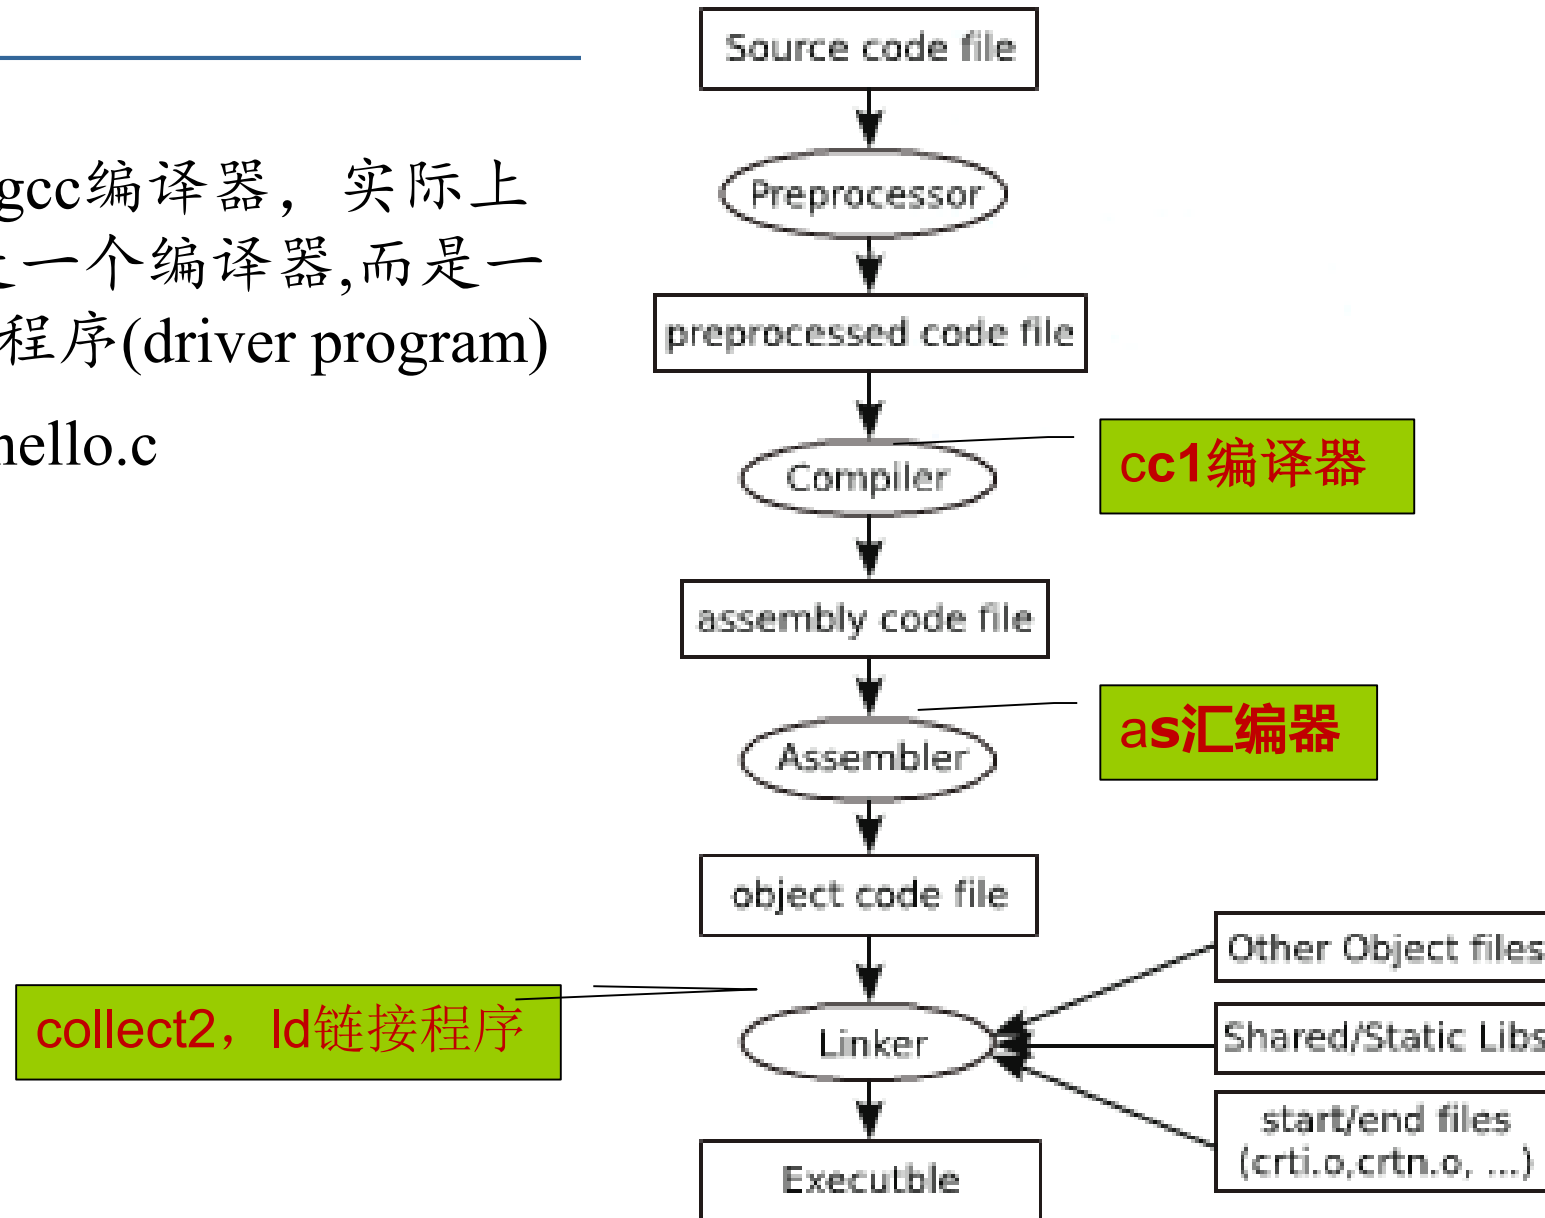 gcc编译器，实际上
一个编译器,而是一
程序(driver program)
hello.c
Source code file
Preprocessor
preprocessed code file
Compiler
cc1编译器
assembly code file
as汇编器
Assembler
object code file
Other Object files
collect2，ld链接程序
Linker
Shared/Static Libs
start/end files
(crti.o,crtn.o, ...)
Executble